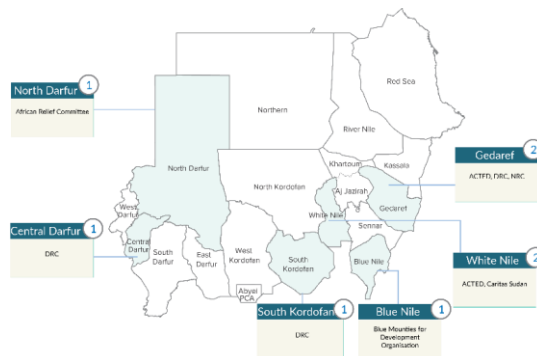 Red Sea
North Darfur 1
African Relief Committee
Northern
River Nile
Khartoum
Kassala
Gedaref 2
ACTED, DRC, NRC
North Darfur
North Kordofan
Aj Jazirah
White Nile
Gedaref
West Darfur
Central Darfur 1
DRC
Central Darfur
South Darfur
East Darfur
West Kordofan
South Kordofan
Sennar
Blue Nile
Abyei PCA
White Nile 2
ACTED, Caritas Sudan
South Kordofan 1
DRC
Blue Nile 1
Blue Mounties for
Development
Organisation